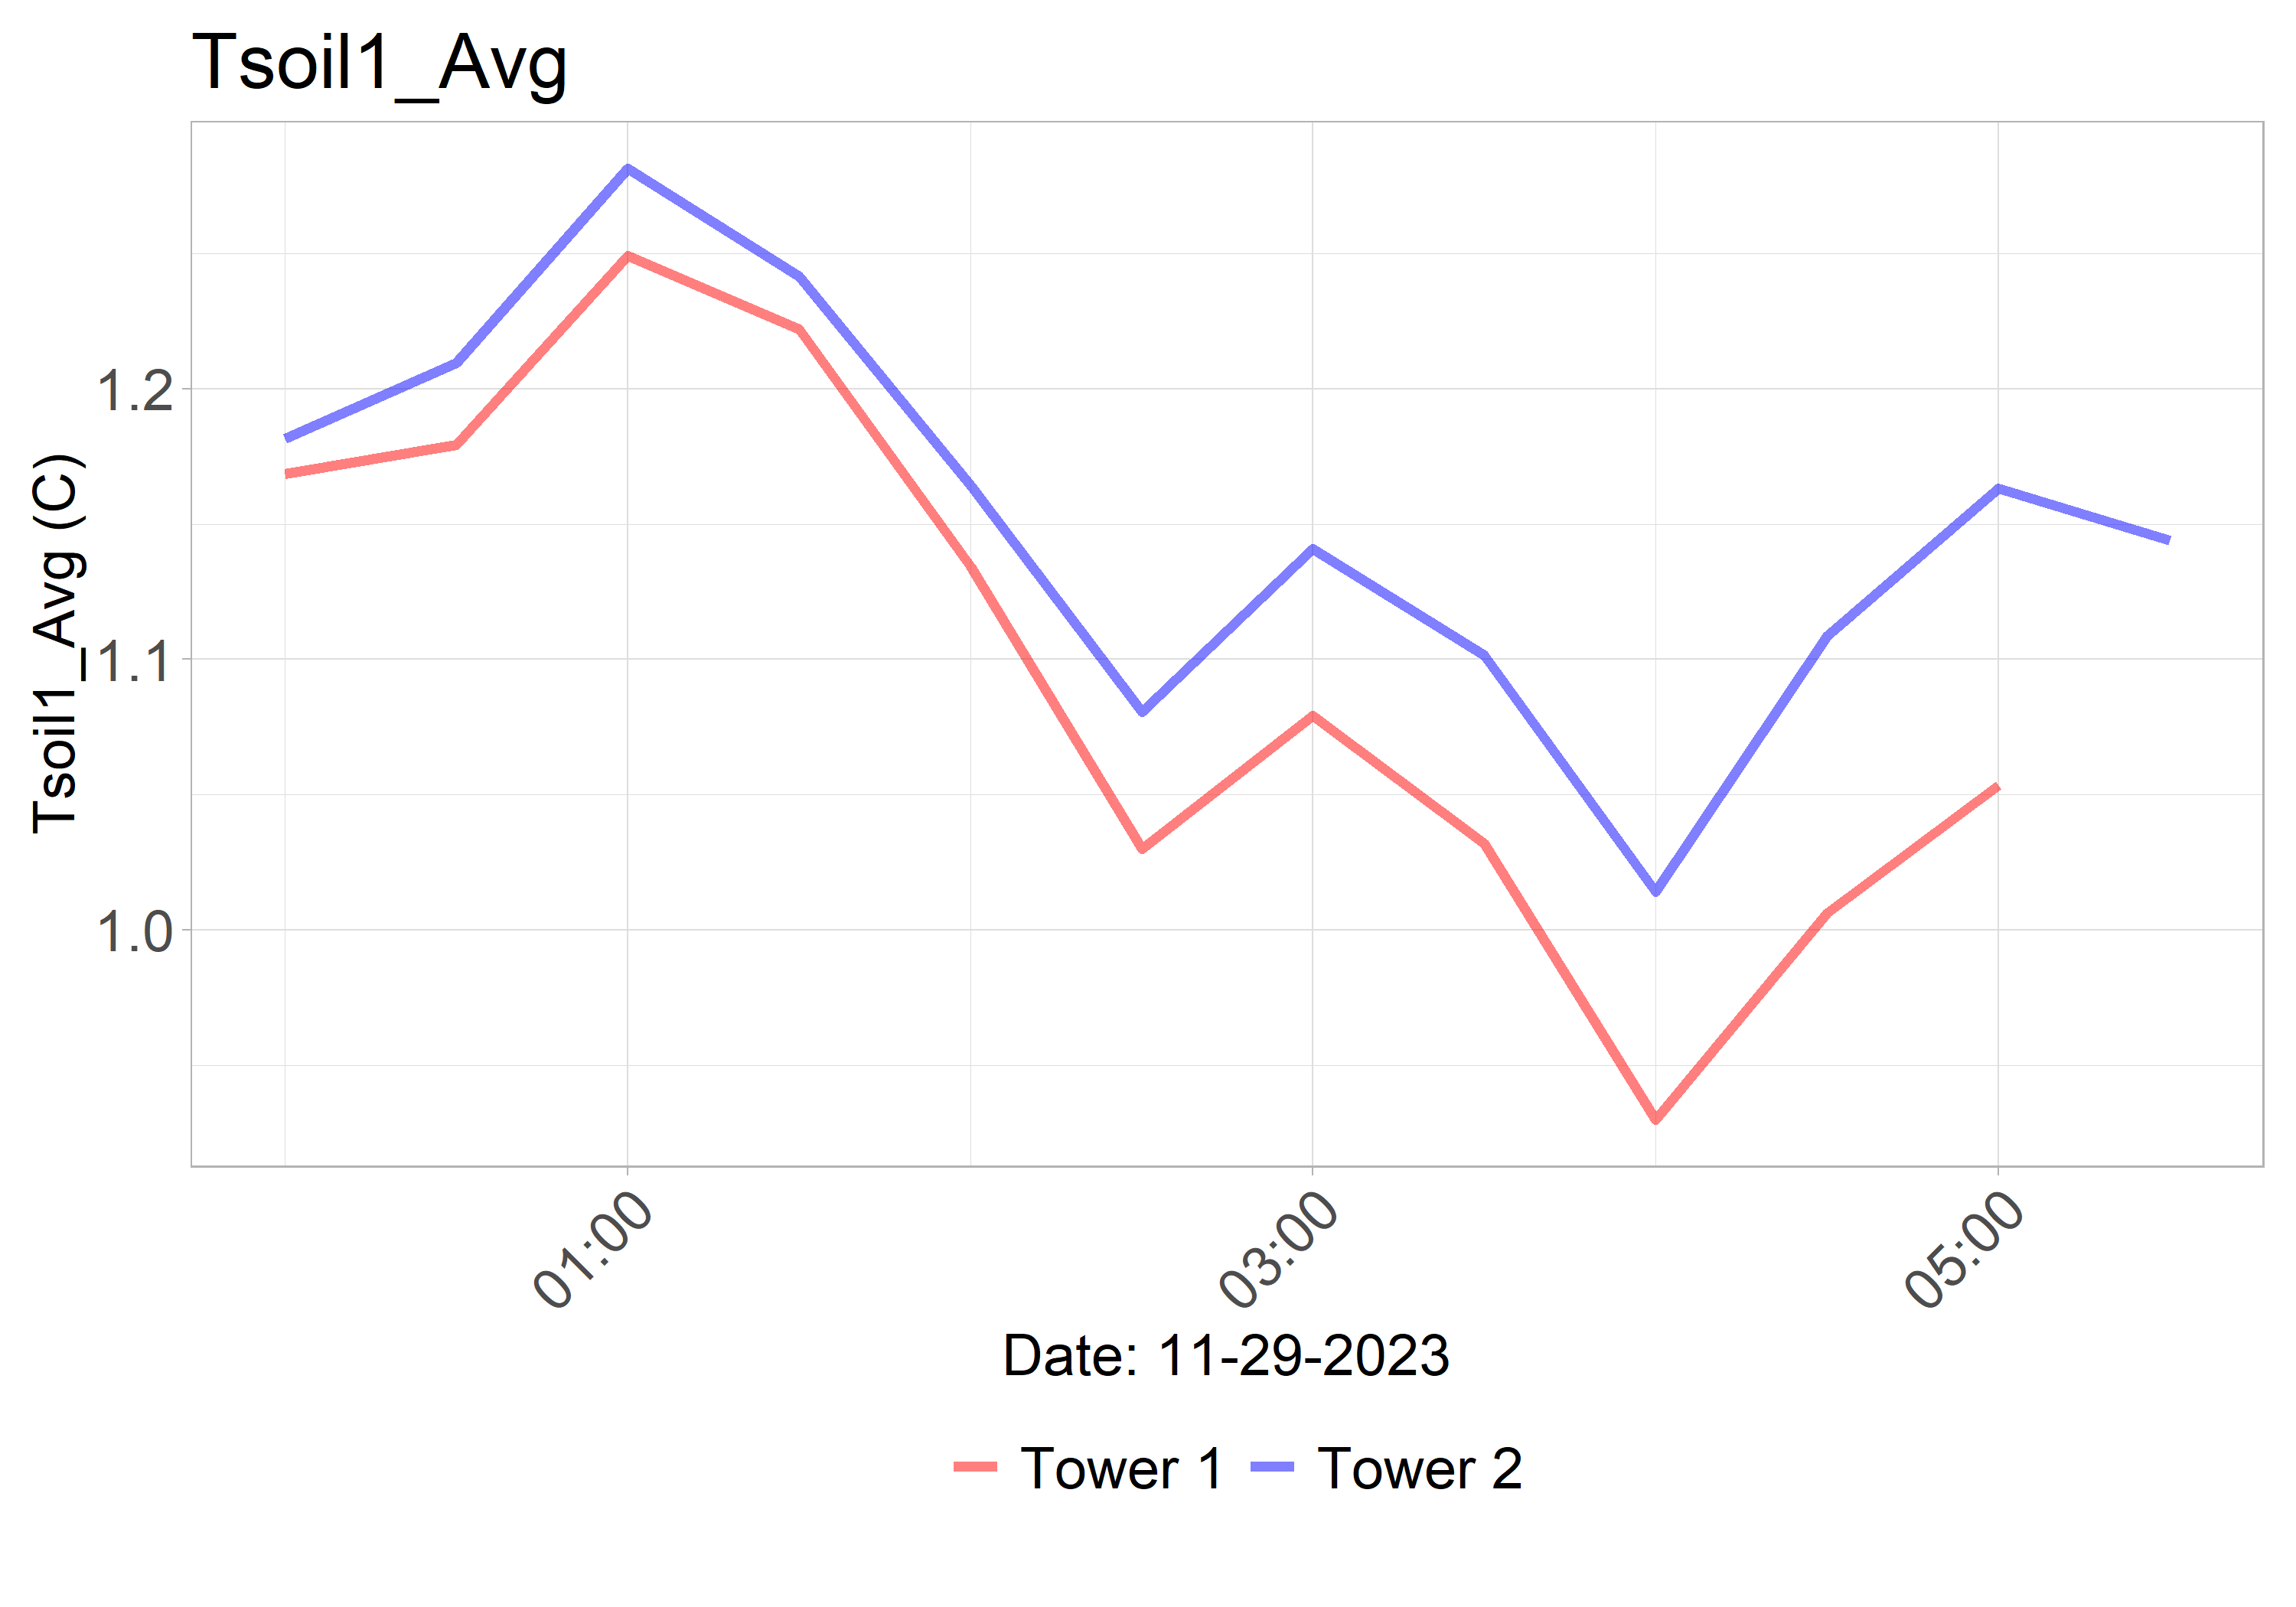 Tsoil1_Avg
Tsoil1_Avg (C)
1.2
1.1
1.0
01:00
03:00
05:00
Date: 11-29-2023
Tower 1
Tower 2